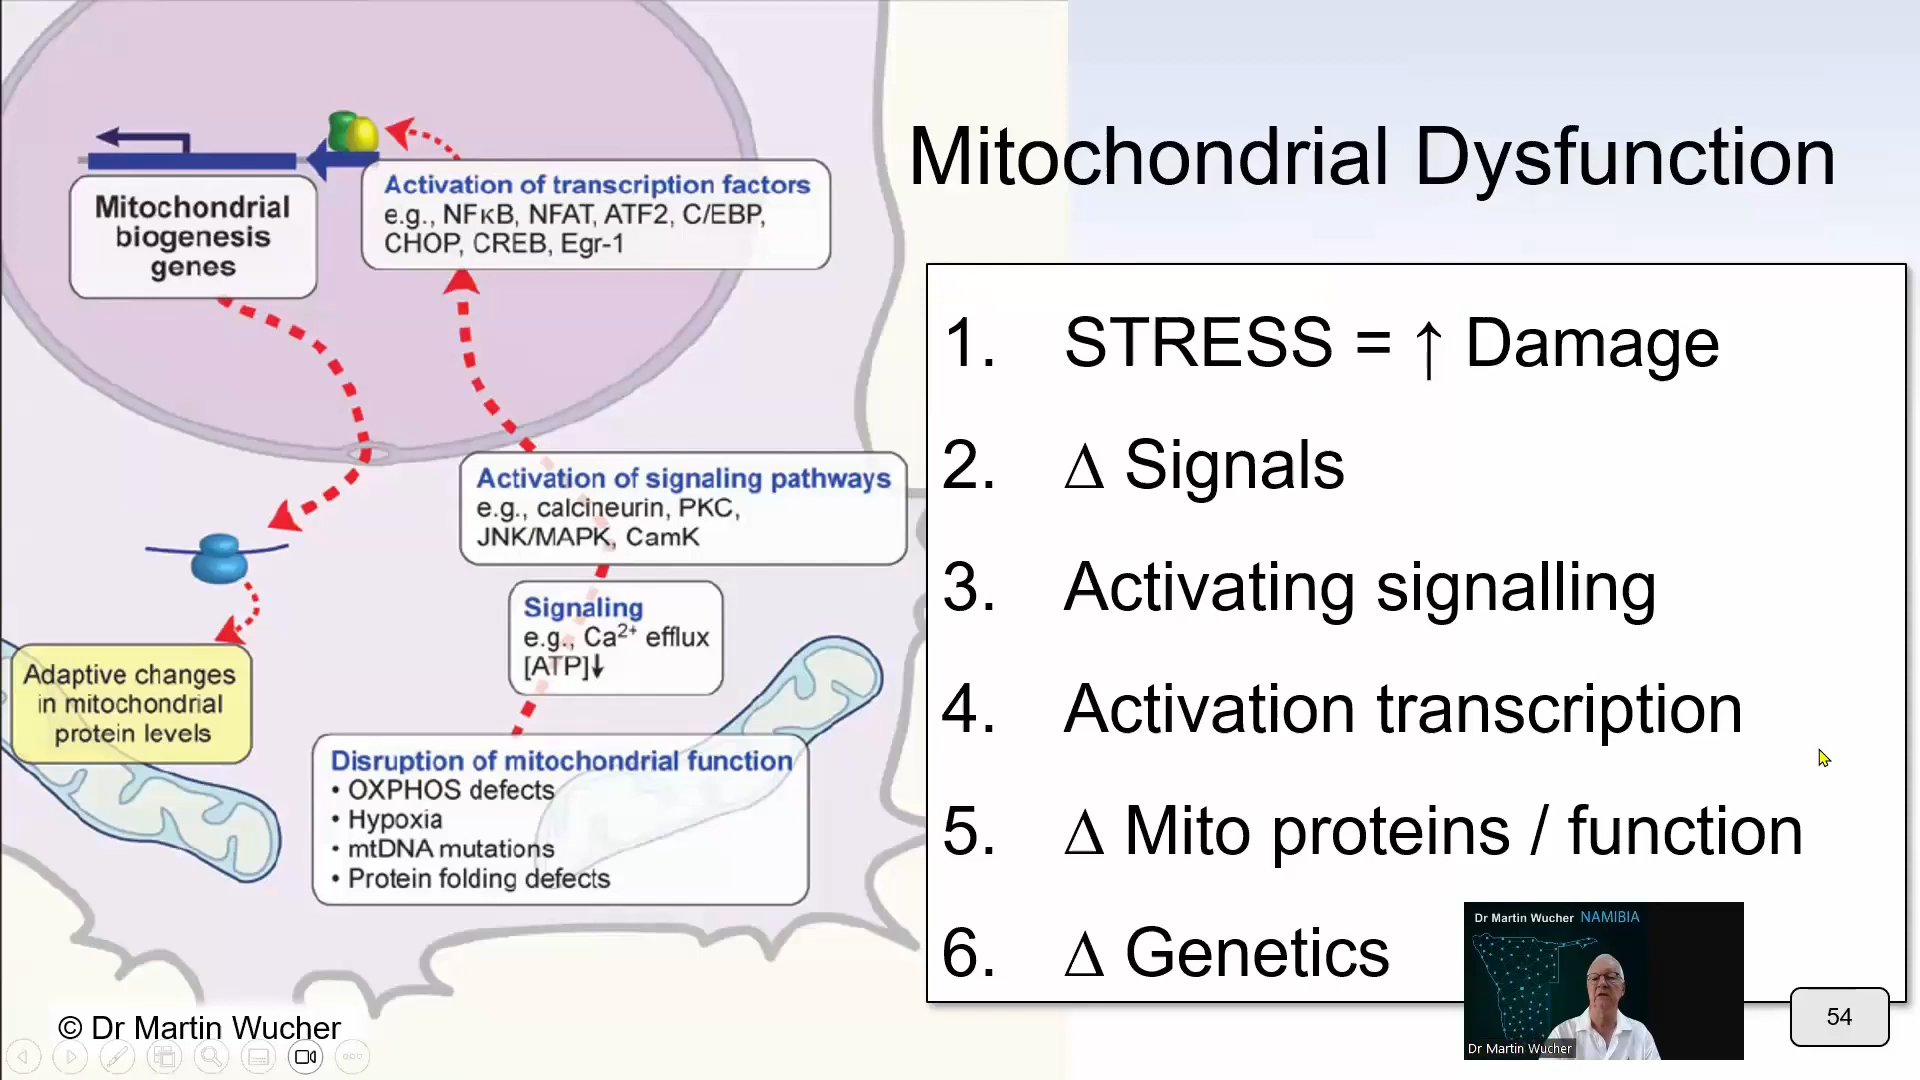 Mitochondrial Dysfunction
Activation of transcription factors
e.g., NFκB, NFAT, ATF2, C/EBP,
CHOP, CREB, Egr-1
Mitochondrial
biogenesis
genes
Activation of signaling pathways
e.g., calcineurin, PKC,
JNK/MAPK, CamK
Signaling
e.g., Ca²⁺ efflux
[ATP]↓
Adaptive changes
in mitochondrial
protein levels
Disruption of mitochondrial function
• OXPHOS defects
• Hypoxia
• mtDNA mutations
• Protein folding defects
1. STRESS = ↑ Damage
2. Δ Signals
3. Activating signalling
4. Activation transcription
5. Δ Mito proteins / function
6. Δ Genetics
Dr Martin Wucher NAMIBIA
Dr Martin Wucher
54
© Dr Martin Wucher